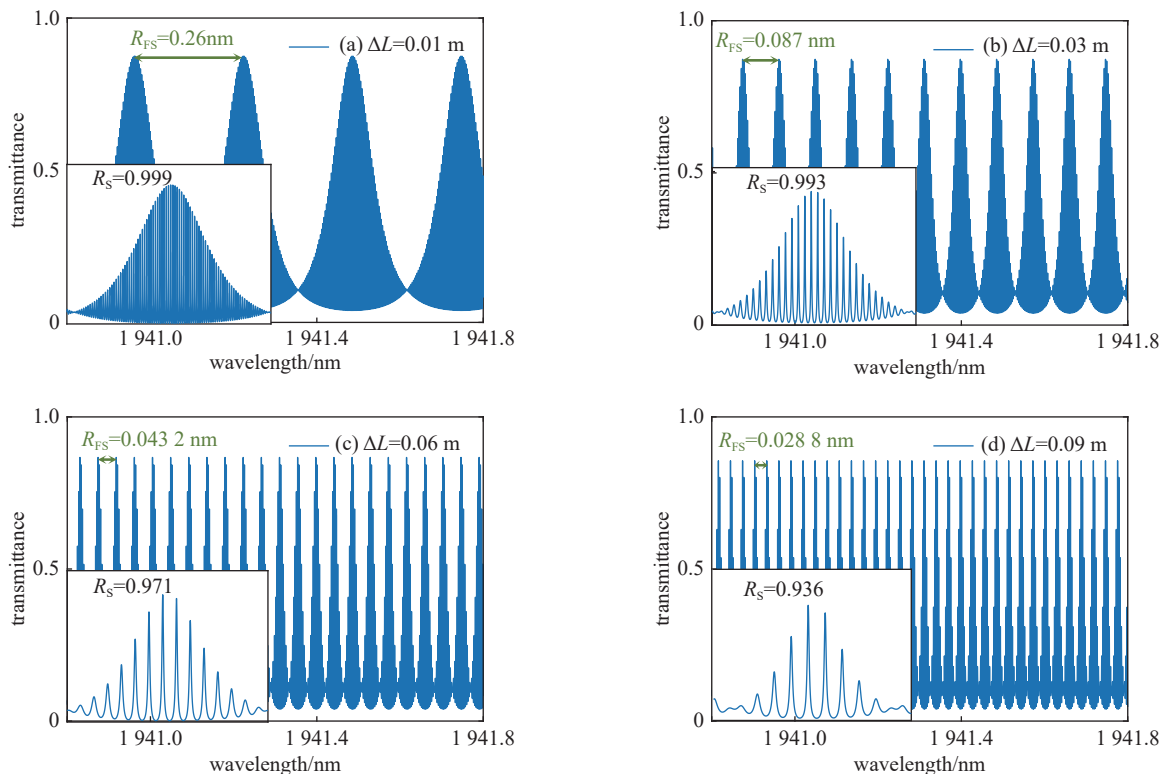 1.0
R_FS=0.26nm
(a) ΔL=0.01 m
0.5
R_S=0.999
transmittance
0
1 941.0
1 941.4
1 941.8
wavelength/nm
1.0
R_FS=0.087 nm
(b) ΔL=0.03 m
0.5
R_S=0.993
transmittance
0
1 941.0
1 941.4
1 941.8
wavelength/nm
1.0
R_FS=0.043 2 nm
(c) ΔL=0.06 m
0.5
R_S=0.971
transmittance
0
1 941.0
1 941.4
1 941.8
wavelength/nm
1.0
R_FS=0.028 8 nm
(d) ΔL=0.09 m
0.5
R_S=0.936
transmittance
0
1 941.0
1 941.4
1 941.8
wavelength/nm